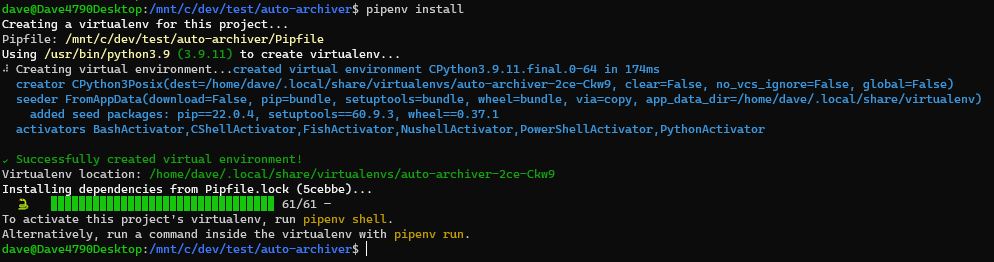 dave@Dave4790Desktop:/mnt/c/dev/test/auto-archiver$ pipenv install
Creating a virtualenv for this project...
Pipfile: /mnt/c/dev/test/auto-archiver/Pipfile
Using /usr/bin/python3.9 (3.9.11) to create virtualenv...
⠼ Creating virtual environment...created virtual environment CPython3.9.11.final.0-64 in 174ms
  creator CPython3Posix(dest=/home/dave/.local/share/virtualenvs/auto-archiver-2ce-Ckw9, clear=False, no_vcs_ignore=False, global=False)
  seeder FromAppData(download=False, pip=bundle, setuptools=bundle, wheel=bundle, via=copy, app_data_dir=/home/dave/.local/share/virtualenv)
    added seed packages: pip==22.0.4, setuptools==60.9.3, wheel==0.37.1
  activators BashActivator,CShellActivator,FishActivator,NushellActivator,PowerShellActivator,PythonActivator
✔ Successfully created virtual environment!
Virtualenv location: /home/dave/.local/share/virtualenvs/auto-archiver-2ce-Ckw9
Installing dependencies from Pipfile.lock (5cebbe)...
61/61 —
To activate this project's virtualenv, run pipenv shell.
Alternatively, run a command inside the virtualenv with pipenv run.
dave@Dave4790Desktop:/mnt/c/dev/test/auto-archiver$